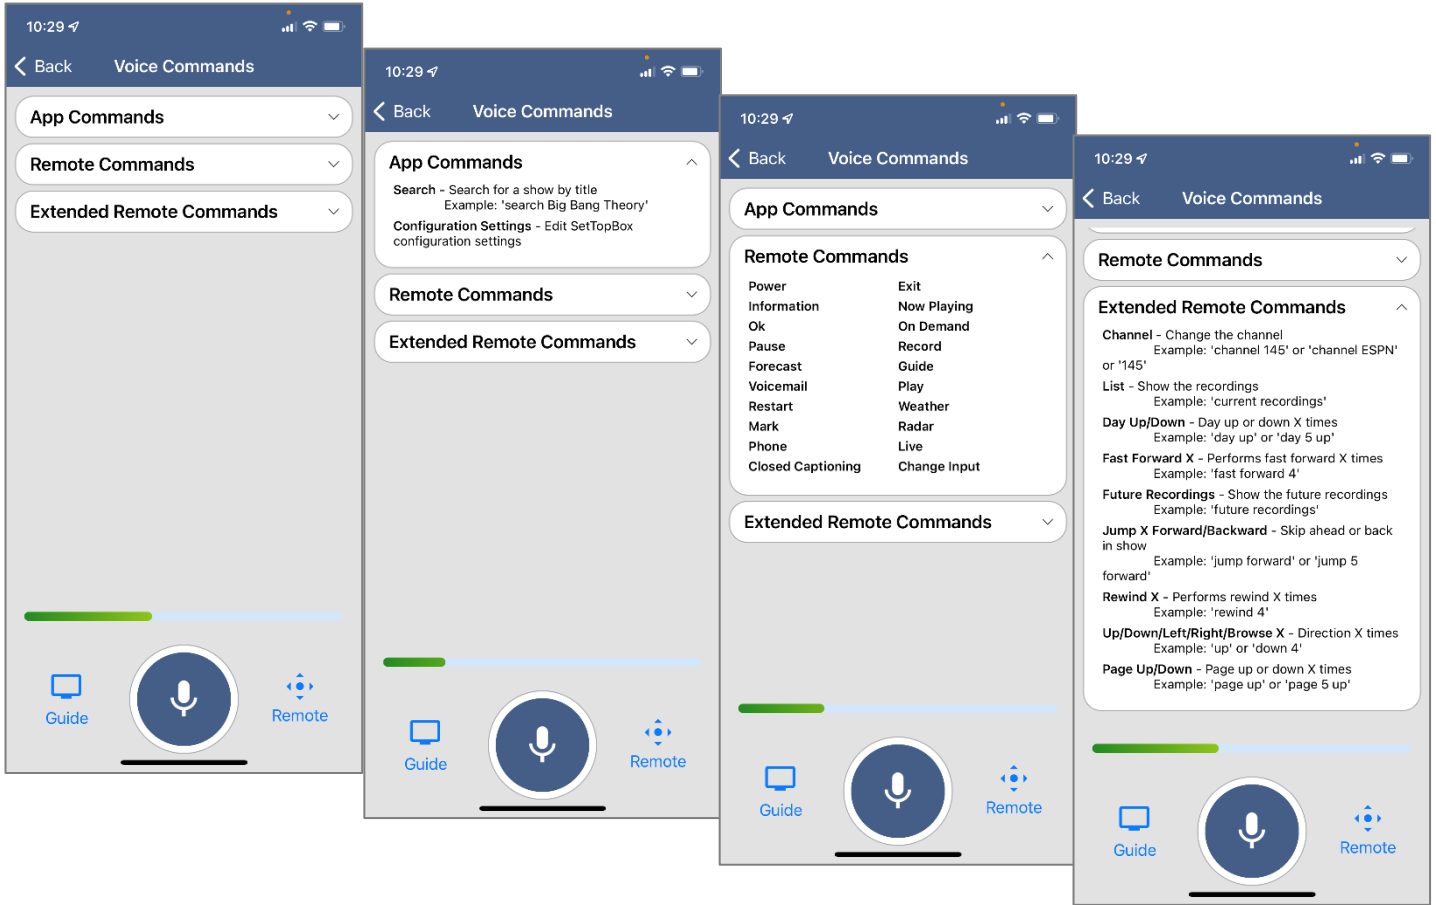 10:29
Back Voice Commands
App Commands
Remote Commands
Extended Remote Commands
Guide
Remote
10:29
Back Voice Commands
App Commands
Search - Search for a show by title
Example: 'search Big Bang Theory'
Configuration Settings - Edit SetTopBox
configuration settings
Remote Commands
Extended Remote Commands
Guide
Remote
10:29
Back Voice Commands
App Commands
Remote Commands
Power Exit
Information Now Playing
Ok On Demand
Pause Record
Forecast Guide
Voicemail Play
Restart Weather
Mark Radar
Phone Live
Closed Captioning Change Input
Extended Remote Commands
Guide
Remote
10:29
Back Voice Commands
Remote Commands
Extended Remote Commands
Channel - Change the channel
Example: 'channel 145' or 'channel ESPN'
or '145'
List - Show the recordings
Example: 'current recordings'
Day Up/Down - Day up or down X times
Example: 'day up' or 'day 5 up'
Fast Forward X - Performs fast forward X times
Example: 'fast forward 4'
Future Recordings - Show the future recordings
Example: 'future recordings'
Jump X Forward/Backward - Skip ahead or back
in show
Example: 'jump forward' or 'jump 5
forward'
Rewind X - Performs rewind X times
Example: 'rewind 4'
Up/Down/Left/Right/Browse X - Direction X times
Example: 'up' or 'down 4'
Page Up/Down - Page up or down X times
Example: 'page up' or 'page 5 up'
Guide
Remote